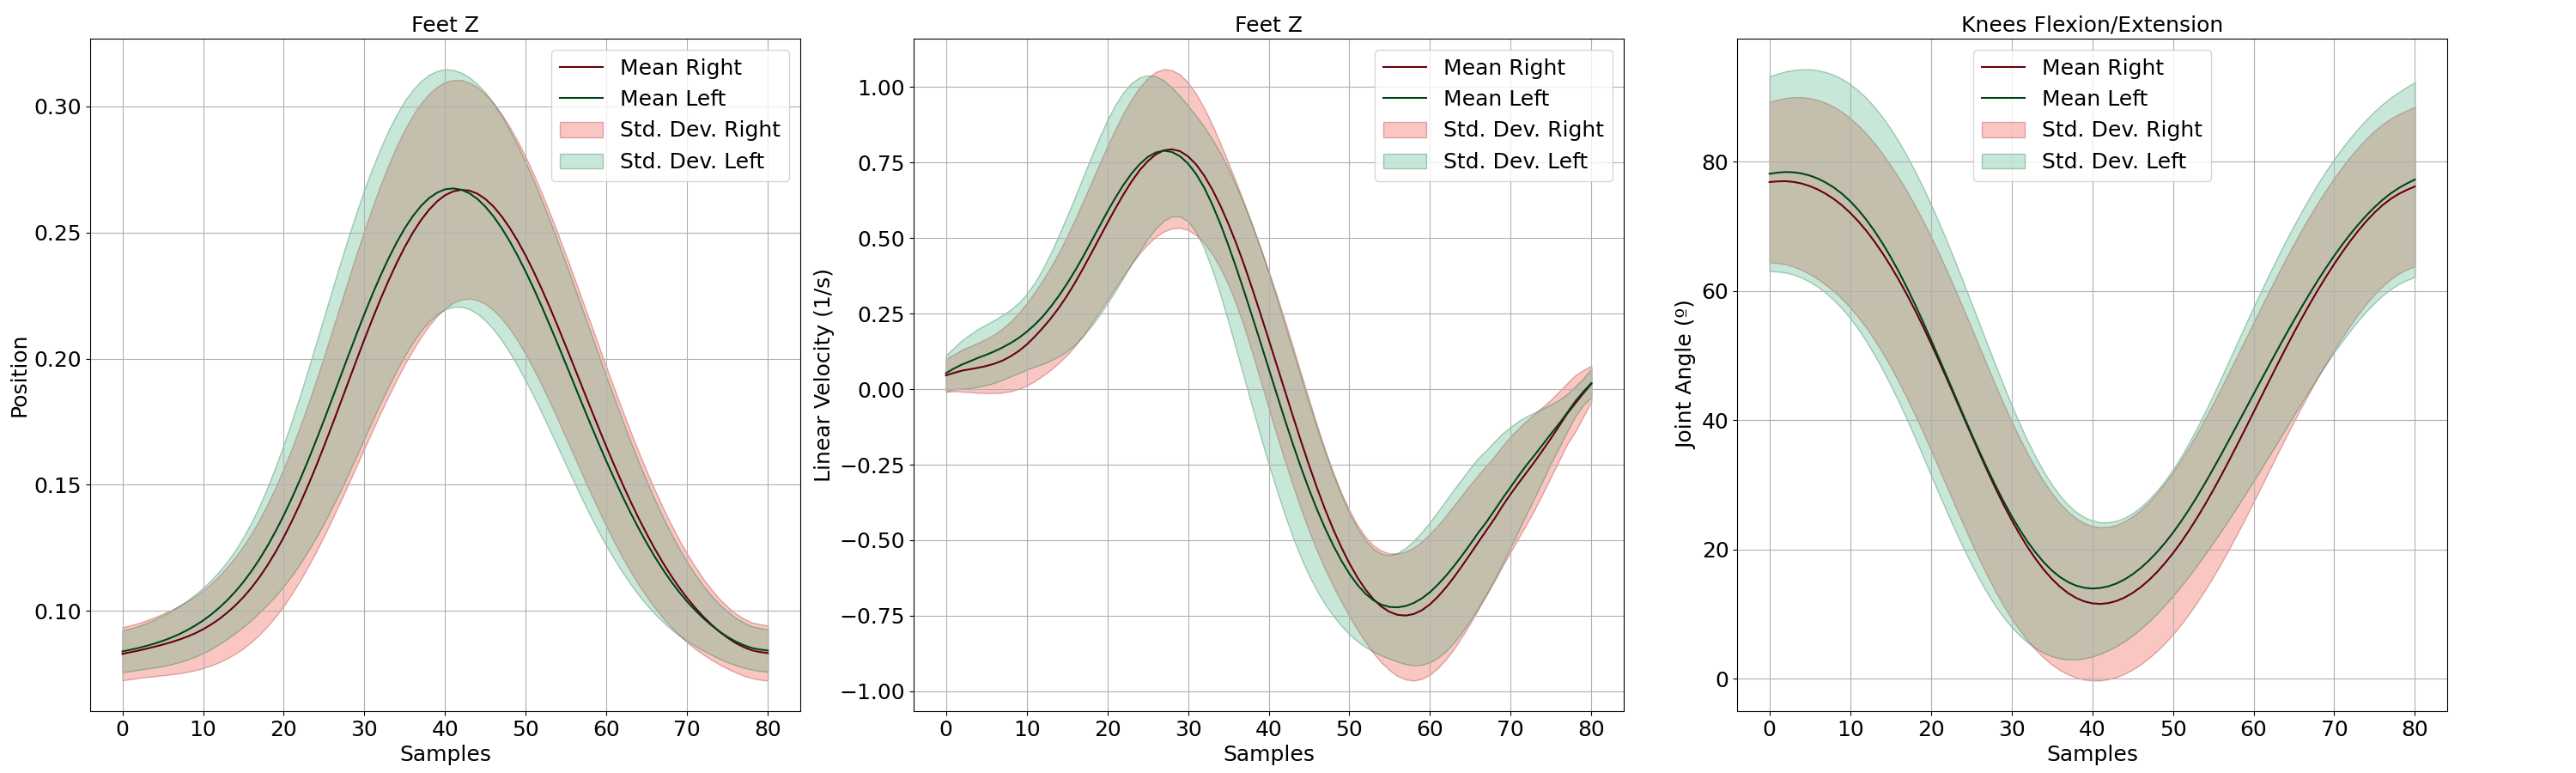 Feet Z
Position
0.30
0.25
0.20
0.15
0.10
0 10 20 30 40 50 60 70 80
Samples
Mean Right
Mean Left
Std. Dev. Right
Std. Dev. Left
Feet Z
Linear Velocity (1/s)
1.00
0.75
0.50
0.25
0.00
−0.25
−0.50
−0.75
−1.00
0 10 20 30 40 50 60 70 80
Samples
Mean Right
Mean Left
Std. Dev. Right
Std. Dev. Left
Knees Flexion/Extension
Joint Angle (º)
80
60
40
20
0
0 10 20 30 40 50 60 70 80
Samples
Mean Right
Mean Left
Std. Dev. Right
Std. Dev. Left